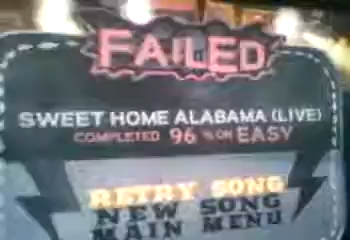 FAILED
SWEET HOME ALABAMA (LIVE)
COMPLETED 96 % ON EASY
RETRY SONG
NEW SONG
MAIN MENU